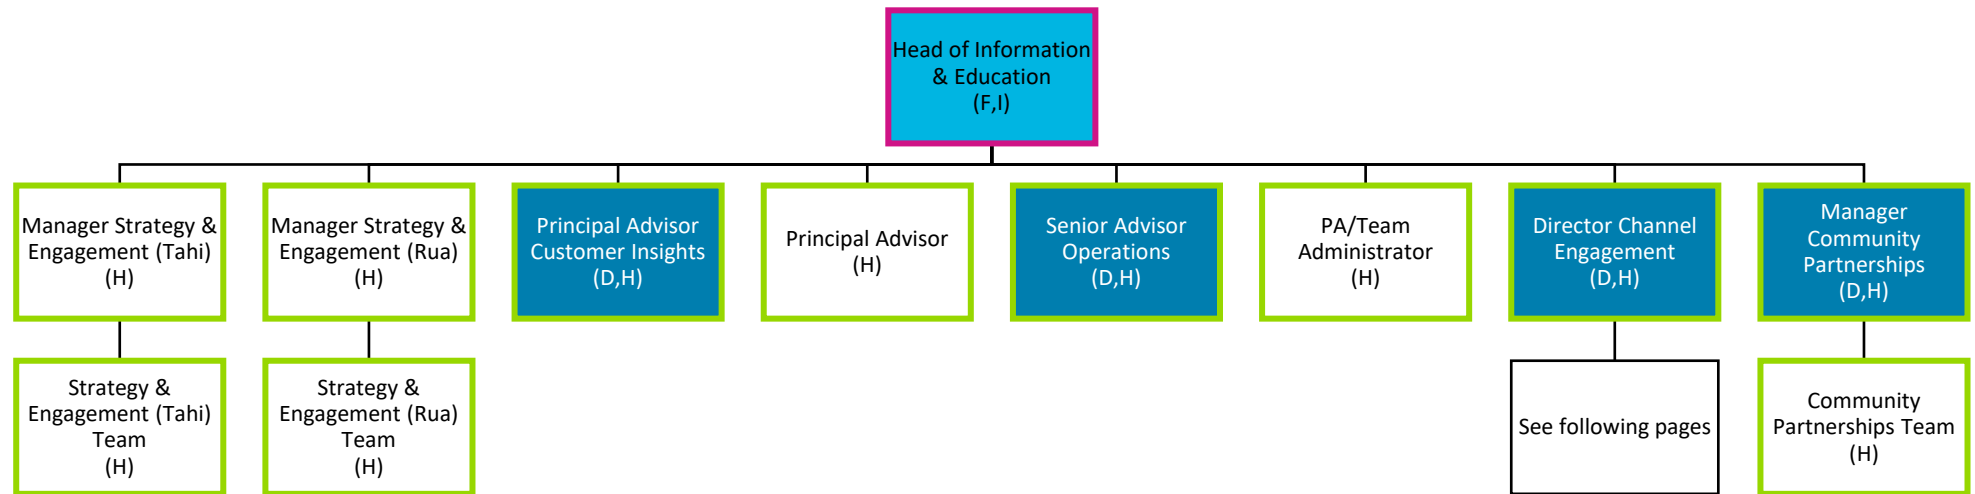 Head of Information
& Education
(F,I)
Manager Strategy &
Engagement (Tahi)
(H)
Manager Strategy &
Engagement (Rua)
(H)
Principal Advisor
Customer Insights
(D,H)
Principal Advisor
(H)
Senior Advisor
Operations
(D,H)
PA/Team
Administrator
(H)
Director Channel
Engagement
(D,H)
Manager
Community
Partnerships
(D,H)
Strategy &
Engagement (Tahi)
Team
(H)
Strategy &
Engagement (Rua)
Team
(H)
See following pages
Community
Partnerships Team
(H)